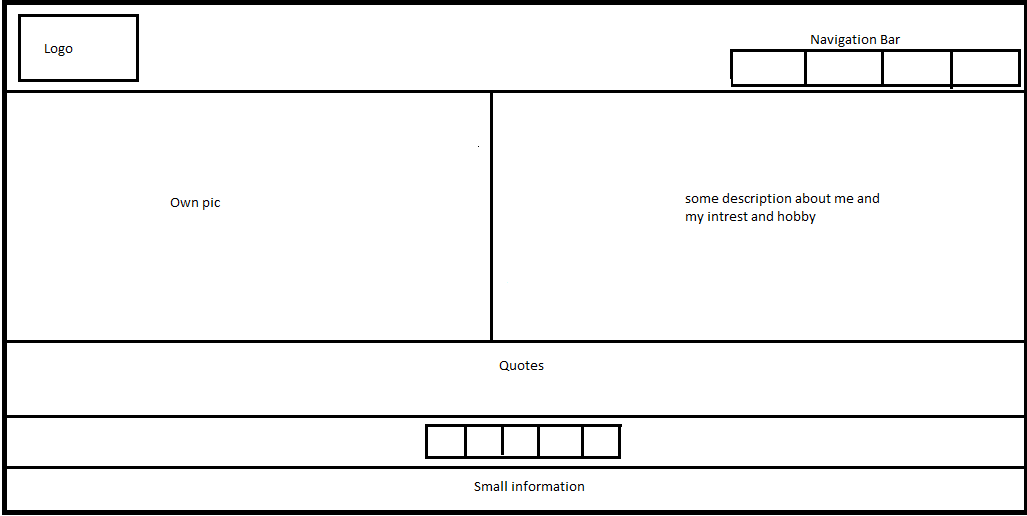 Logo
Navigation Bar
Own pic
some description about me and
my intrest and hobby
Quotes
Small information